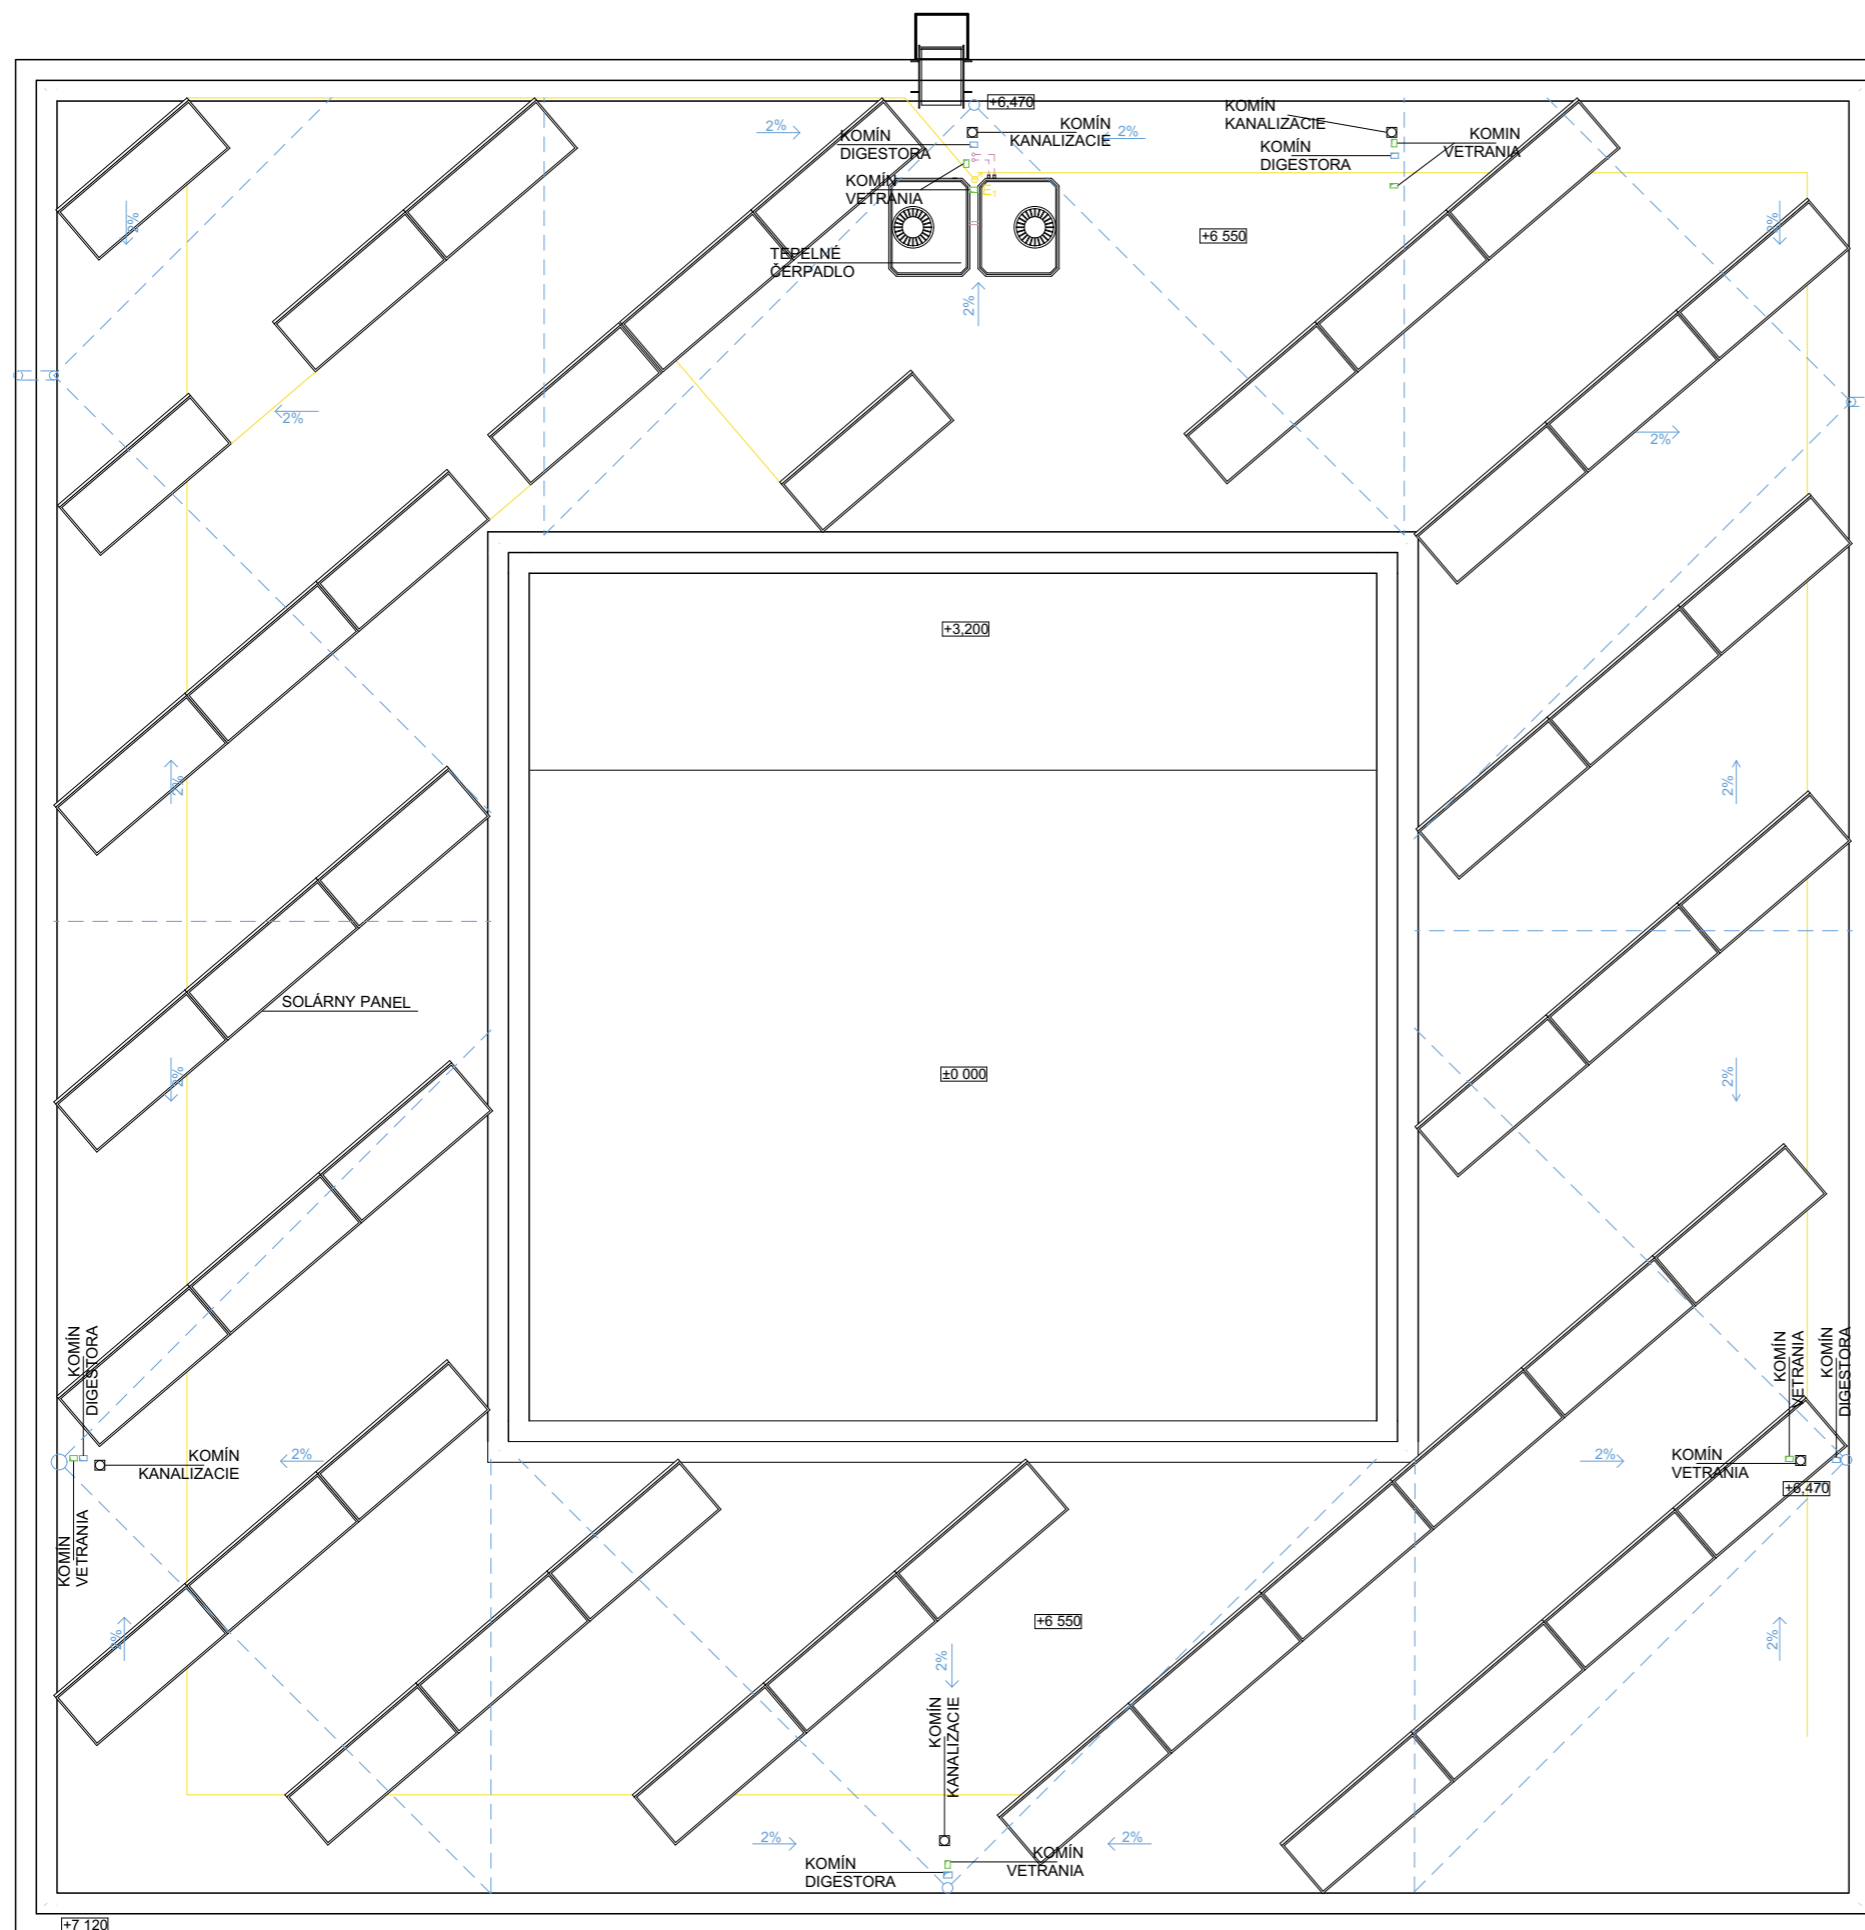 +6,470
KOMÍN
KANALIZACIE
KOMÍN
KANALIZACIE
2%
2%
KOMÍN
DIGESTORA
KOMIN
VETRANIA
KOMÍN
DIGESTORA
KOMÍN
VETRANIA
2%
+6 550
2%
TEPELNÉ
ČERPADLO
2%
2%
2%
+3,200
2%
2%
SOLÁRNY PANEL
±0 000
2%
2%
KOMÍN
DIGESTORA
KOMÍN
VETRANIA
KOMÍN
DIGESTORA
KOMÍN
KANALIZACIE
2%
2%
KOMÍN
VETRANIA
+6,470
KOMÍN
VETRANIA
+6 550
2%
2%
2%
KOMÍN
KANALIZACIE
2%
2%
KOMÍN
VETRANIA
KOMÍN
DIGESTORA
+7 120